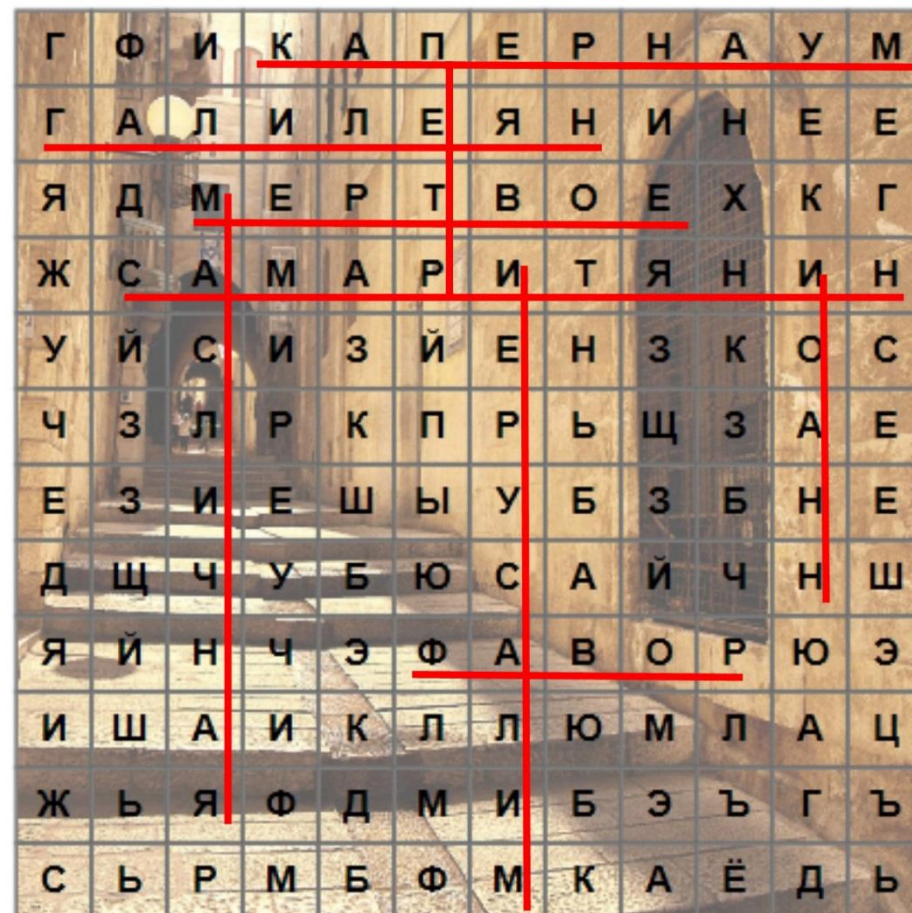 Г Ф И К А П Е Р Н А У М
Г А Л И Л Е Я Н И Н Е Е
Я Д М Е Р Т В О Е Х К Г
Ж С А М А Р И Т Я Н И Н
У Й С И З Й Е Н З К О С
Ч З Л Р К П Р Ь Щ З А Е
Е З И Е Ш Ы У Б З Б Н Е
Д Щ Ч У Б Ю С А Й Ч Н Ш
Я Й Н Ч Э Ф А В О Р Ю Э
И Ш А И К Л Л Ю М Л А Ц
Ж Ь Я Ф Д М И Б Э Ъ Г Ъ
С Ь Р М Б Ф М К А Ё Д Ь